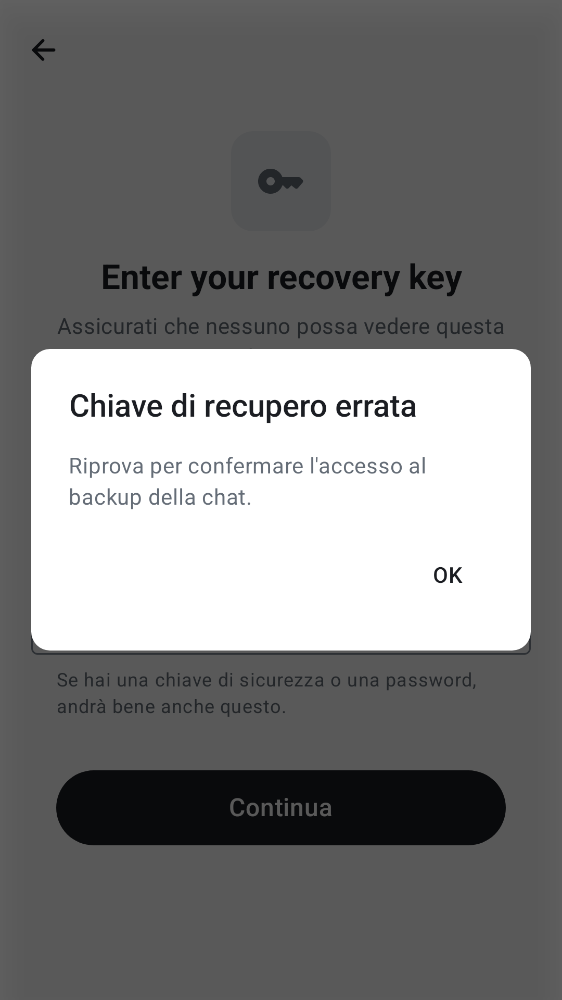 Enter your recovery key
Assicurati che nessuno possa vedere questa
Chiave di recupero errata
Riprova per confermare l'accesso al
backup della chat.
OK
Se hai una chiave di sicurezza o una password,
andrà bene anche questo.
Continua